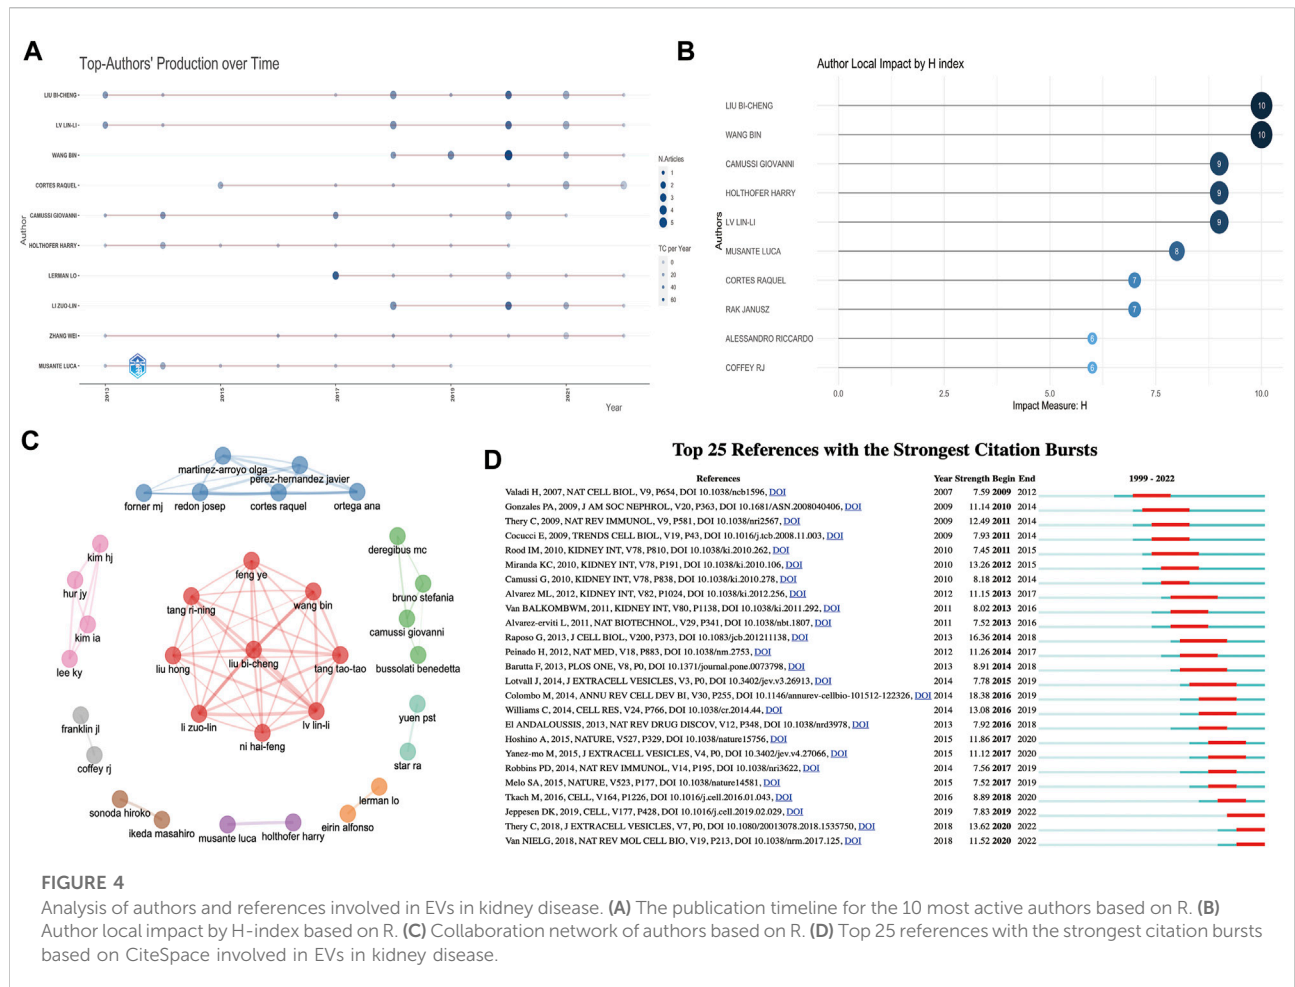 A
Top-Authors' Production over Time
LIU BI-CHENG
LV LIN-LI
WANG BIN
CORTES RAQUEL
CAMUSSI GIOVANNI
HOLTHOFER HARRY
LERMAN LO
LI ZUO-LIN
ZHANG WEI
MUSANTE LUCA
Author
2013
2015
2017
2019
2021
Year
N.Articles
1
2
3
4
5
TC per Year
0
20
40
60
B
Author Local Impact by H index
LIU BI-CHENG 10
WANG BIN 10
CAMUSSI GIOVANNI 9
HOLTHOFER HARRY 9
LV LIN-LI 9
MUSANTE LUCA 8
CORTES RAQUEL 7
RAK JANUSZ 7
ALESSANDRO RICCARDO 6
COFFEY RJ 6
Authors
0.0 2.5 5.0 7.5 10.0
Impact Measure: H
C
martinez-arroyo olga
perez-hernandez javier
forner mj
redon josep
cortes raquel
ortega ana
kim hj
hur jy
kim ia
lee ky
feng ye
tang ri-ning
wang bin
liu hong
liu bi-cheng
tang tao-tao
li zuo-lin
lv lin-li
ni hai-feng
deregibus mc
bruno stefania
camussi giovanni
bussolati benedetta
franklin jl
coffey rj
yuen pst
star ra
sonoda hiroko
ikeda masahiro
musante luca
holthofer harry
lerman lo
eirin alfonso
D
Top 25 References with the Strongest Citation Bursts
References Year Strength Begin End 1999 - 2022
Valadi H, 2007, NAT CELL BIOL, V9, P654, DOI 10.1038/ncb1596, DOI 2007 7.59 2009 2012
Gonzales PA, 2009, J AM SOC NEPHROL, V20, P363, DOI 10.1681/ASN.2008040406, DOI 2009 11.14 2010 2014
Thery C, 2009, NAT REV IMMUNOL, V9, P581, DOI 10.1038/nri2567, DOI 2009 12.49 2011 2014
Cocucci E, 2009, TRENDS CELL BIOL, V19, P43, DOI 10.1016/j.tcb.2008.11.003, DOI 2009 7.93 2011 2014
Rood IM, 2010, KIDNEY INT, V78, P810, DOI 10.1038/ki.2010.262, DOI 2010 7.45 2011 2015
Miranda KC, 2010, KIDNEY INT, V78, P191, DOI 10.1038/ki.2010.106, DOI 2010 13.26 2012 2015
Camussi G, 2010, KIDNEY INT, V78, P838, DOI 10.1038/ki.2010.278, DOI 2010 8.18 2012 2014
Alvarez ML, 2012, KIDNEY INT, V82, P1024, DOI 10.1038/ki.2012.256, DOI 2012 11.15 2013 2017
Van BALKOMBWM, 2011, KIDNEY INT, V80, P1138, DOI 10.1038/ki.2011.292, DOI 2011 8.02 2013 2016
Alvarez-erviti L, 2011, NAT BIOTECHNOL, V29, P341, DOI 10.1038/nbt.1807, DOI 2011 7.52 2013 2016
Raposo G, 2013, J CELL BIOL, V200, P373, DOI 10.1083/jcb.201211138, DOI 2013 16.36 2014 2018
Peinado H, 2012, NAT MED, V18, P883, DOI 10.1038/nm.2753, DOI 2012 11.26 2014 2017
Barutta F, 2013, PLOS ONE, V8, P0, DOI 10.1371/journal.pone.0073798, DOI 2013 8.91 2014 2018
Lotvall J, 2014, J EXTRACELL VESICLES, V3, P0, DOI 10.3402/jev.v3.26913, DOI 2014 7.78 2015 2019
Colombo M, 2014, ANNU REV CELL DEV BI, V30, P255, DOI 10.1146/annurev-cellbio-101512-122326, DOI 2014 18.38 2016 2019
Williams C, 2014, CELL RES, V24, P766, DOI 10.1038/cr.2014.44, DOI 2014 13.08 2016 2019
El ANDALOUSSIS, 2013, NAT REV DRUG DISCOV, V12, P348, DOI 10.1038/nrd3978, DOI 2013 7.92 2016 2018
Hoshino A, 2015, NATURE, V527, P329, DOI 10.1038/nature15756, DOI 2015 11.86 2017 2020
Yanez-mo M, 2015, J EXTRACELL VESICLES, V4, P0, DOI 10.3402/jev.v4.27066, DOI 2015 11.12 2017 2020
Robbins PD, 2014, NAT REV IMMUNOL, V14, P195, DOI 10.1038/nri3622, DOI 2014 7.56 2017 2019
Melo SA, 2015, NATURE, V523, P177, DOI 10.1038/nature14581, DOI 2015 7.52 2017 2019
Tkach M, 2016, CELL, V164, P1226, DOI 10.1016/j.cell.2016.01.043, DOI 2016 8.89 2018 2020
Jeppesen DK, 2019, CELL, V177, P428, DOI 10.1016/j.cell.2019.02.029, DOI 2019 7.83 2019 2022
Thery C, 2018, J EXTRACELL VESICLES, V7, P0, DOI 10.1080/20013078.2018.1535750, DOI 2018 13.62 2020 2022
Van NIELG, 2018, NAT REV MOL CELL BIO, V19, P213, DOI 10.1038/nrm.2017.125, DOI 2018 11.52 2020 2022
FIGURE 4
Analysis of authors and references involved in EVs in kidney disease. (A) The publication timeline for the 10 most active authors based on R. (B)
Author local impact by H-index based on R. (C) Collaboration network of authors based on R. (D) Top 25 references with the strongest citation bursts
based on CiteSpace involved in EVs in kidney disease.